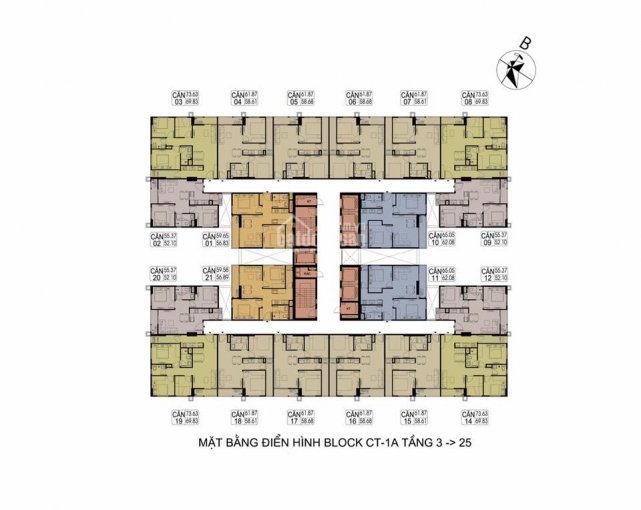 B
CĂN 73.63
03 69.83
CĂN 61.87
04 58.61
CĂN 61.87
05 58.68
CĂN 61.87
06 58.68
CĂN 61.87
07 58.61
CĂN 73.63
08 69.83
CĂN 55.37
02 52.10
CĂN 59.65
01 56.83
CĂN 65.05
10 62.08
CĂN 55.37
09 52.10
CĂN 55.37
20 52.10
CĂN 59.58
21 56.89
CĂN 65.05
11 62.08
CĂN 55.37
12 52.10
CĂN 73.63
19 69.83
CĂN 61.87
18 58.61
CĂN 61.87
17 58.68
CĂN 61.87
16 58.68
CĂN 61.87
15 58.61
CĂN 73.63
14 69.83
MẶT BẰNG ĐIỂN HÌNH BLOCK CT-1A TẦNG 3 -> 25